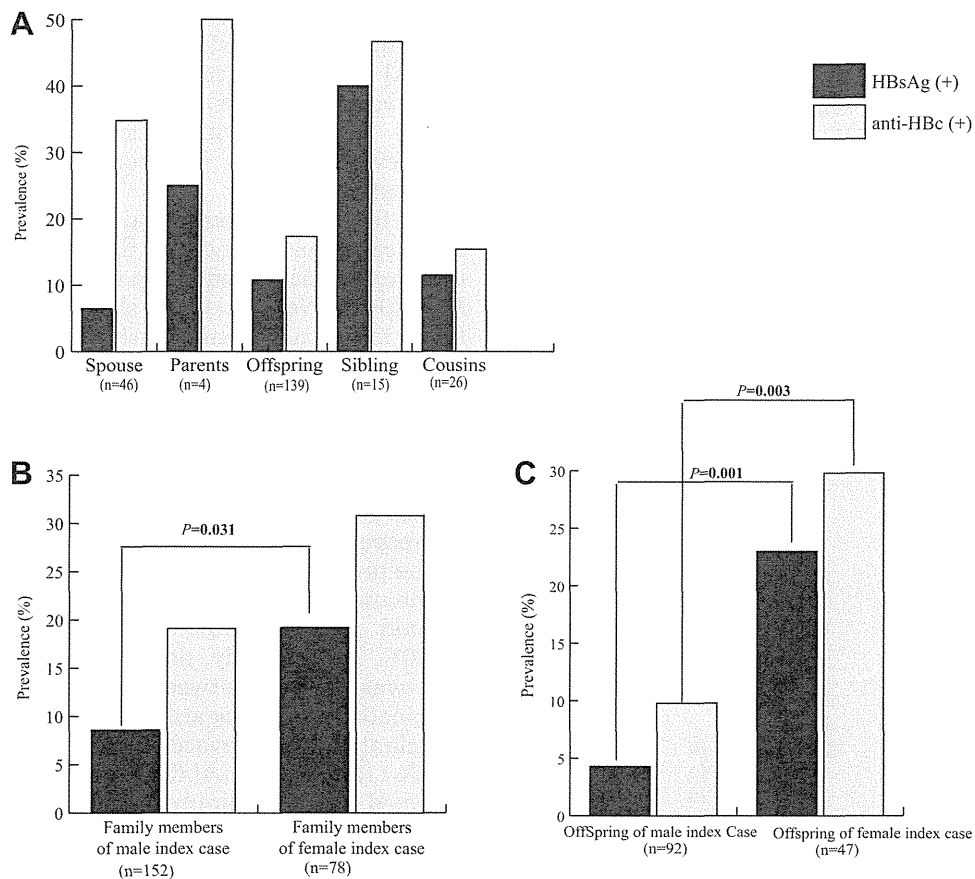 A
50
40
30
20
10
0
Prevalence (%)
Spouse
(n=46)
Parents
(n=4)
Offspring
(n=139)
Sibling
(n=15)
Cousins
(n=26)
HBsAg (+)
anti-HBc (+)
B
35
30
25
20
15
10
5
0
Prevalence (%)
P=0.031
Family members
of male index case
(n=152)
Family members
of female index case
(n=78)
C
P=0.003
P=0.001
30
25
20
15
10
5
0
Prevalence (%)
OffSpring of male index Case
(n=92)
Offspring of female index case
(n=47)